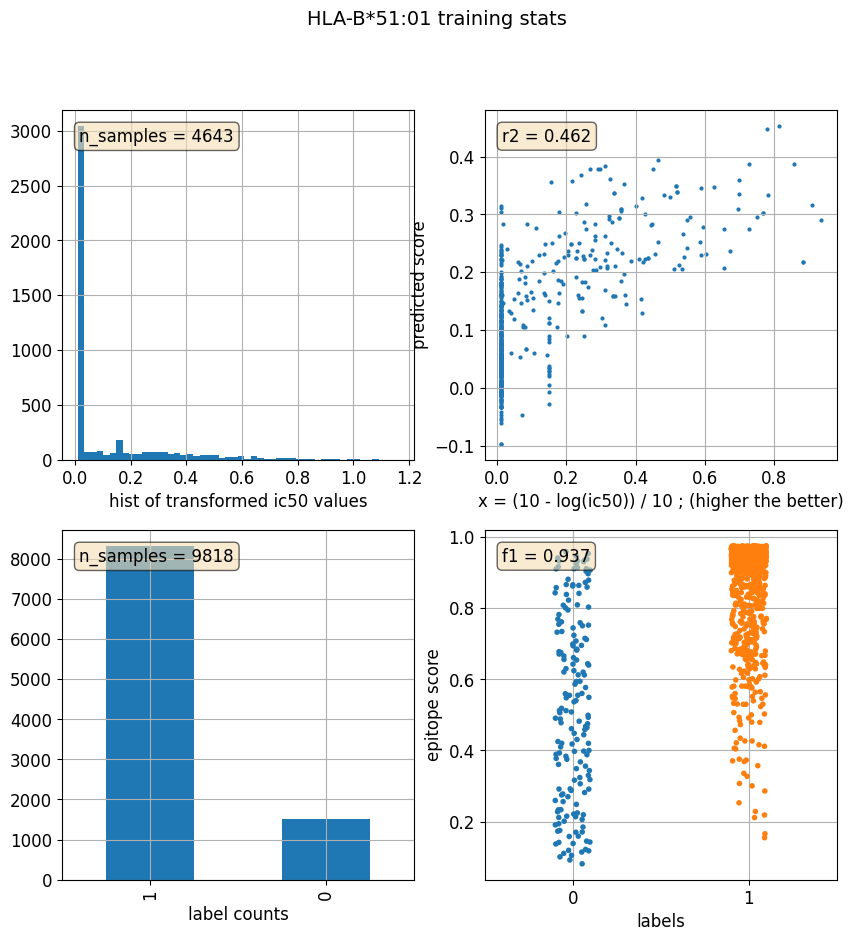 HLA-B*51:01 training stats
n_samples = 4643
3000
2500
2000
1500
1000
500
0
0.0 0.2 0.4 0.6 0.8 1.0 1.2
hist of transformed ic50 values
r2 = 0.462
predicted score
0.4
0.3
0.2
0.1
0.0
−0.1
0.0 0.2 0.4 0.6 0.8
x = (10 - log(ic50)) / 10 ; (higher the better)
n_samples = 9818
8000
7000
6000
5000
4000
3000
2000
1000
0
1 0
label counts
f1 = 0.937
epitope score
1.0
0.8
0.6
0.4
0.2
0 1
labels